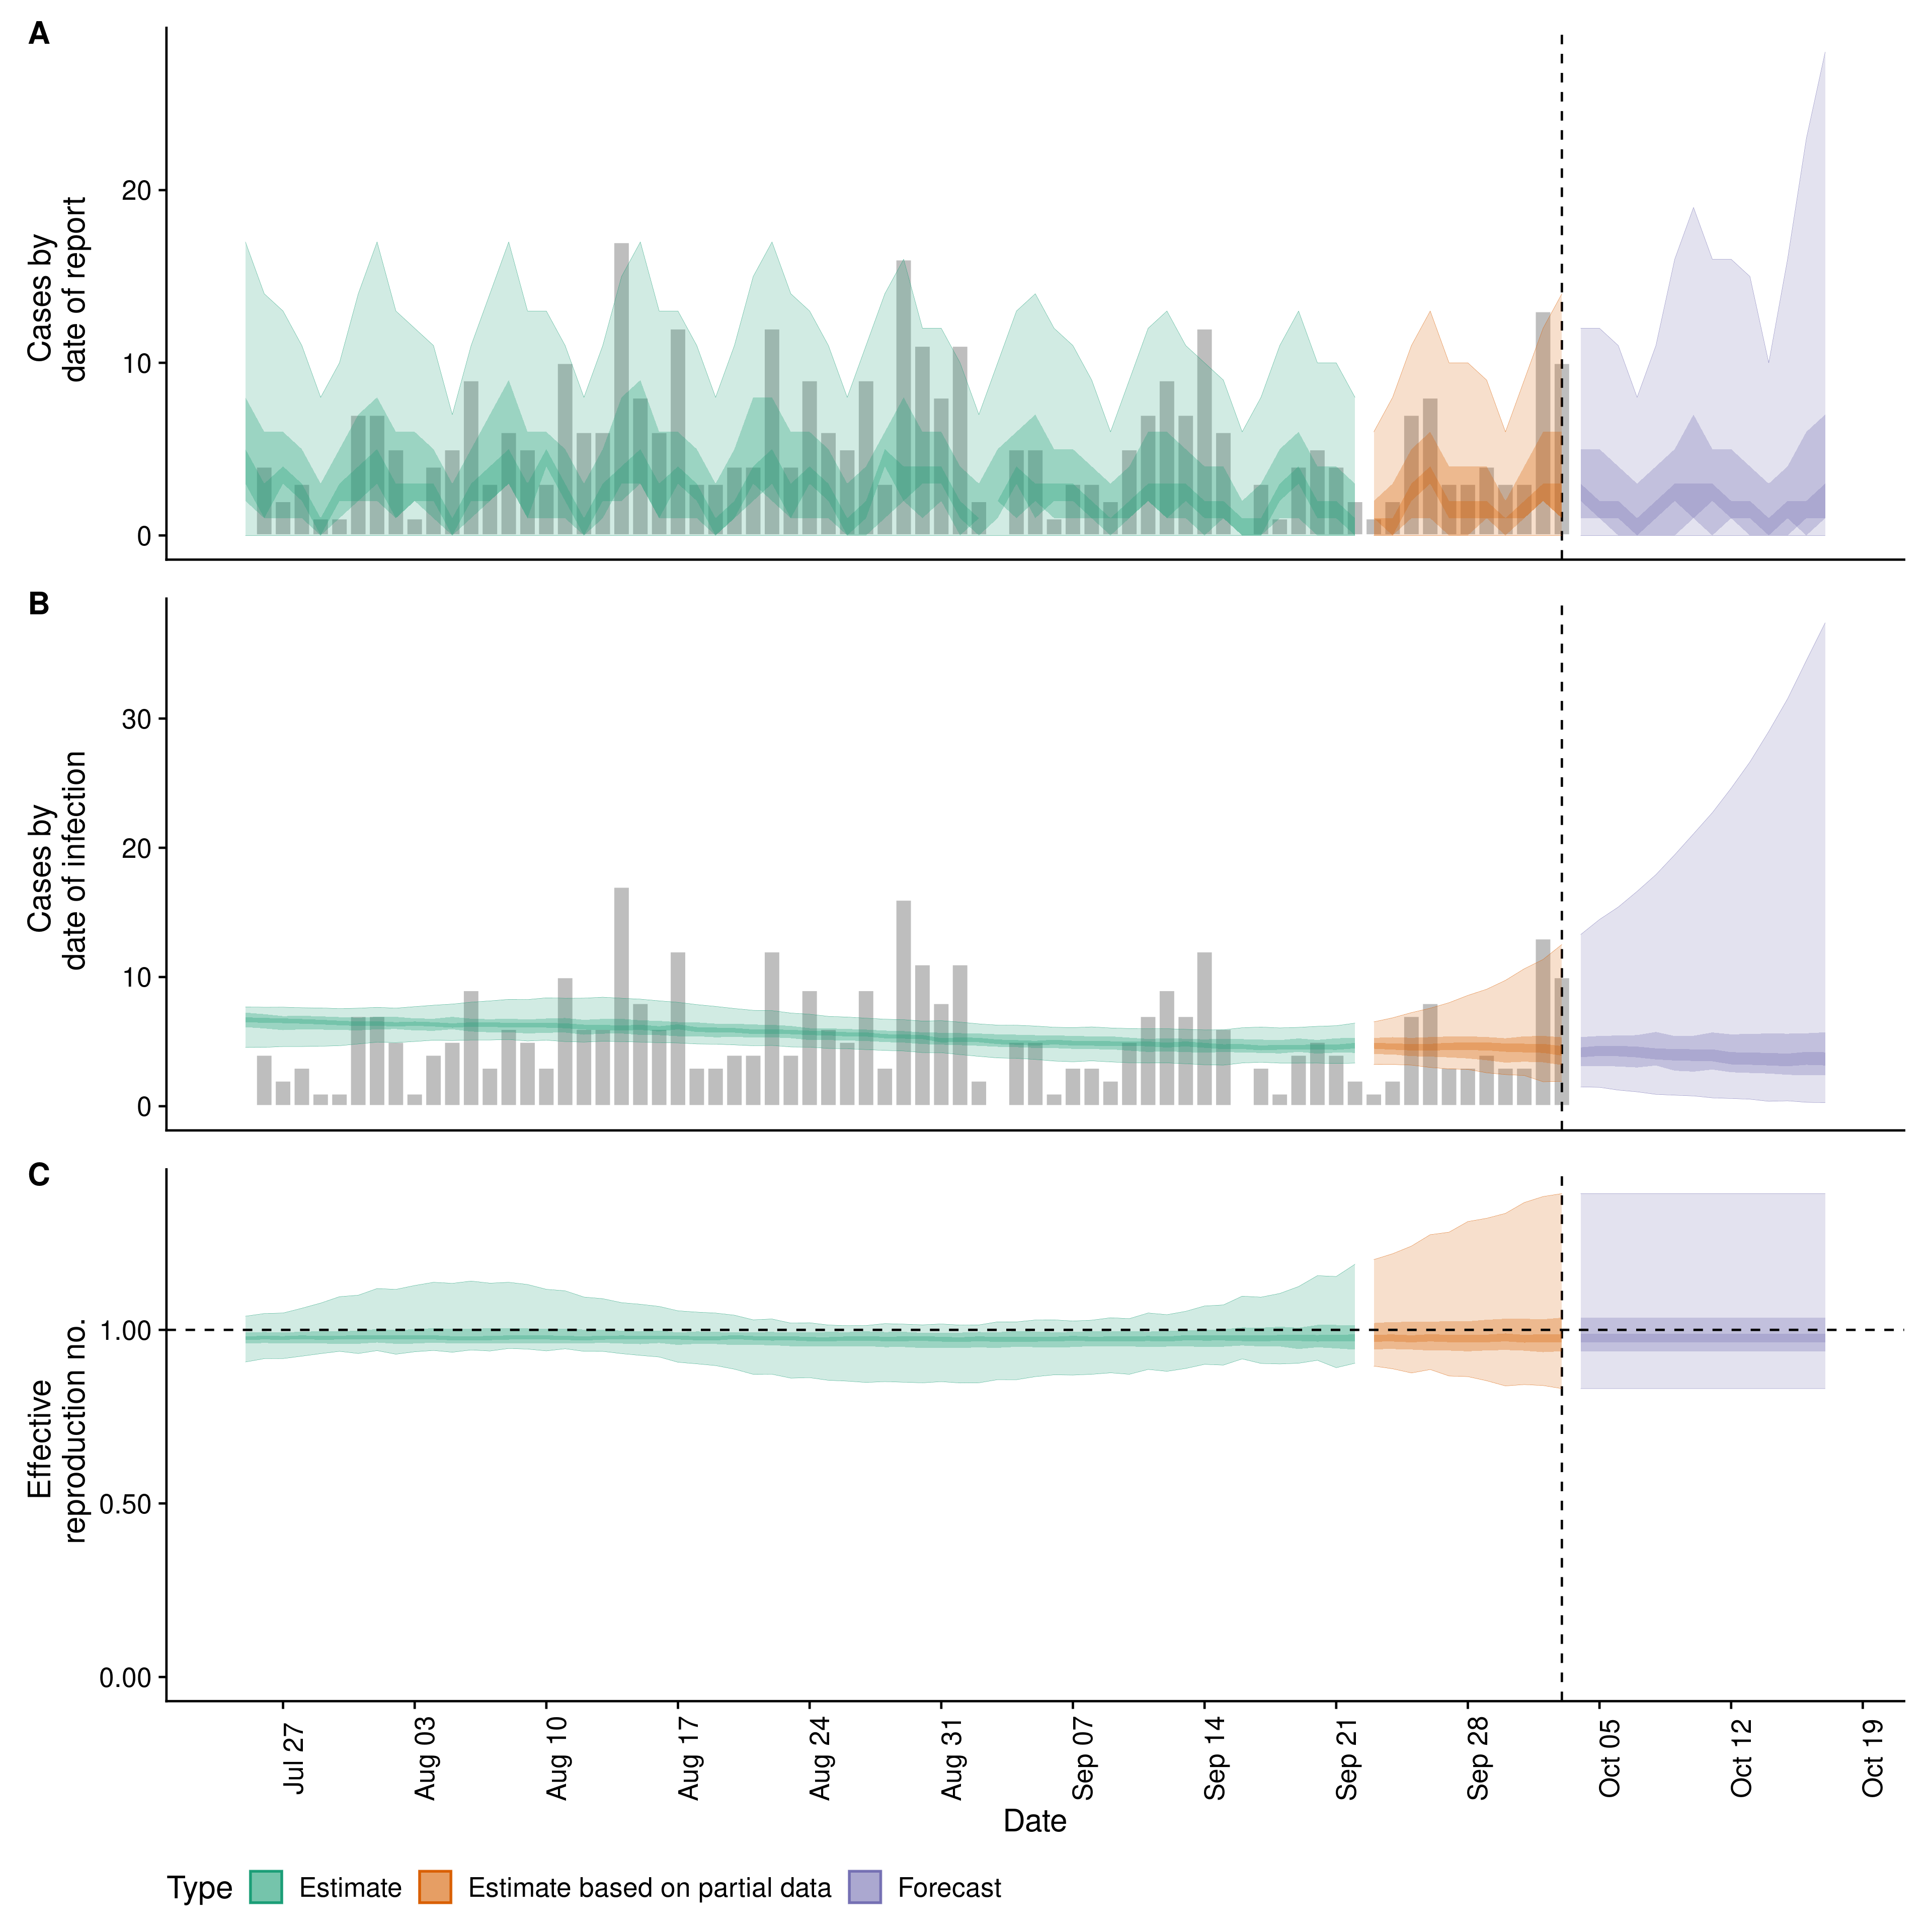 A
Cases by
date of report
20
10
0
B
Cases by
date of infection
30
20
10
0
C
Effective
reproduction no.
1.00
0.50
0.00
Jul 27
Aug 03
Aug 10
Aug 17
Aug 24
Aug 31
Sep 07
Sep 14
Sep 21
Sep 28
Oct 05
Oct 12
Oct 19
Date
Type Estimate Estimate based on partial data Forecast